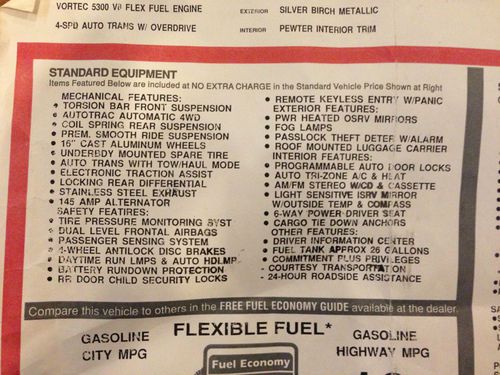 VORTEC 5300 V8 FLEX FUEL ENGINE
EXTERIOR SILVER BIRCH METALLIC
4-SPD AUTO TRANS W/ OVERDRIVE
INTERIOR PEWTER INTERIOR TRIM
STANDARD EQUIPMENT
Items Featured Below are included at NO EXTRA CHARGE in the Standard Vehicle Price Shown at Right
MECHANICAL FEATURES:
TORSION BAR FRONT SUSPENSION
AUTOTRAC AUTOMATIC 4WD
COIL SPRING REAR SUSPENSION
PREM. SMOOTH RIDE SUSPENSION
16" CAST ALUMINUM WHEELS
UNDERBDY MOUNTED SPARE TIRE
AUTO TRANS WITH TOW/HAUL MODE
ELECTRONIC TRACTION ASSIST
LOCKING REAR DIFFERENTIAL
STAINLESS STEEL EXHAUST
145 AMP ALTERNATOR
SAFETY FEATURES:
TIRE PRESSURE MONITORING SYST
DUAL LEVEL FRONTAL AIRBAGS
PASSENGER SENSING SYSTEM
4-WHEEL ANTILOCK DISC BRAKES
DAYTIME RUN LMPS & AUTO HDLMP
BATTERY RUNDOWN PROTECTION
RR DOOR CHILD SECURITY LOCKS
REMOTE KEYLESS ENTRY W/PANIC
EXTERIOR FEATURES:
PWR HEATED OSRV MIRRORS
FOG LAMPS
PASSLOCK THEFT DETER W/ALARM
ROOF MOUNTED LUGGAGE CARRIER
INTERIOR FEATURES:
PROGRAMMABLE AUTO DOOR LOCKS
AUTO TRI-ZONE A/C & HEAT
AM/FM STEREO W/CD & CASSETTE
LIGHT SENSITIVE ISRV MIRROR
W/OUTSIDE TEMP & COMPASS
6-WAY POWER DRIVER SEAT
CARGO TIE DOWN ANCHORS
OTHER FEATURES:
DRIVER INFORMATION CENTER
FUEL TANK APPROX 26 GALLONS
COMMITMENT PLUS PRIVILEGES
- COURTESY TRANSPORTATION
- 24-HOUR ROADSIDE ASSISTANCE
Compare this vehicle to others in the FREE FUEL ECONOMY GUIDE available at the dealer.
FLEXIBLE FUEL*
GASOLINE
CITY MPG
Fuel Economy
GASOLINE
HIGHWAY MPG